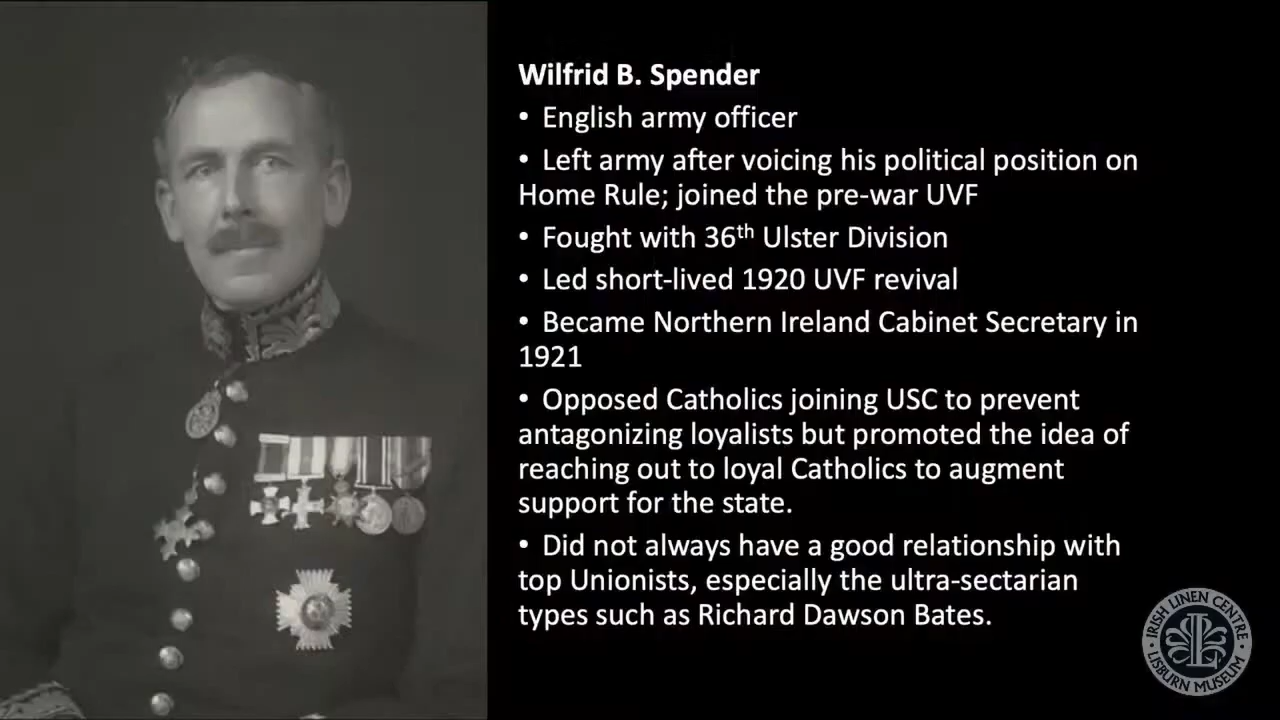 Wilfrid B. Spender
• English army officer
• Left army after voicing his political position on
Home Rule; joined the pre-war UVF
• Fought with 36th Ulster Division
• Led short-lived 1920 UVF revival
• Became Northern Ireland Cabinet Secretary in
1921
• Opposed Catholics joining USC to prevent
antagonizing loyalists but promoted the idea of
reaching out to loyal Catholics to augment
support for the state.
• Did not always have a good relationship with
top Unionists, especially the ultra-sectarian
types such as Richard Dawson Bates.
IRISH LINEN CENTRE
LISBURN MUSEUM